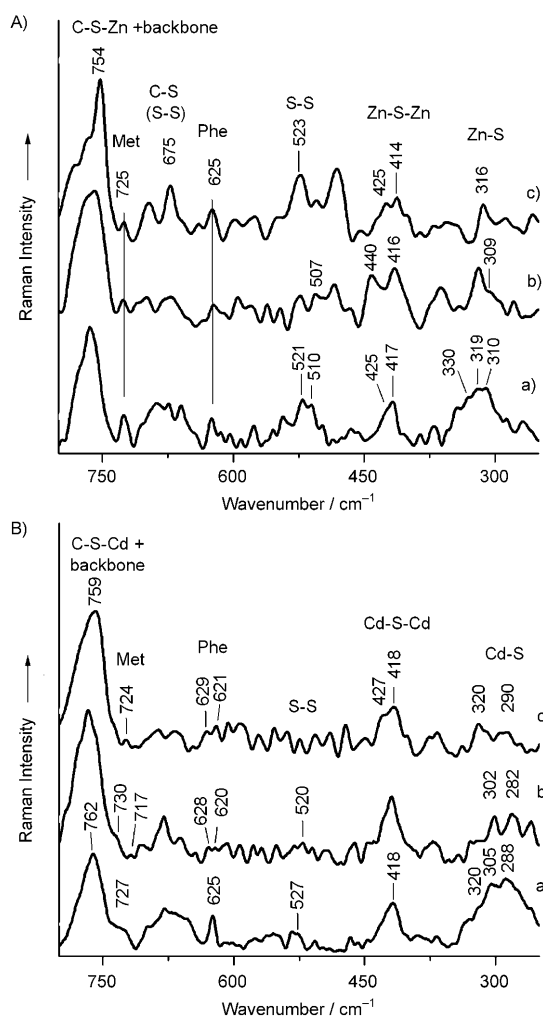 A)
C-S-Zn +backbone
754
C-S
(S-S)
S-S
Zn-S-Zn
Zn-S
Met
Phe
675
523
725
625
425
414
316
c)
507
440
416
309
b)
521
510
425
417
330
319
310
a)
Raman Intensity
750
600
450
300
Wavenumber / cm⁻¹
B)
C-S-Cd +
backbone
759
Met
Phe
S-S
Cd-S-Cd
Cd-S
724
629
621
427
418
320
290
762
730
717
628
620
520
302
282
b
727
625
527
418
320
305
288
a
Raman Intensity
750
600
450
300
Wavenumber / cm⁻¹